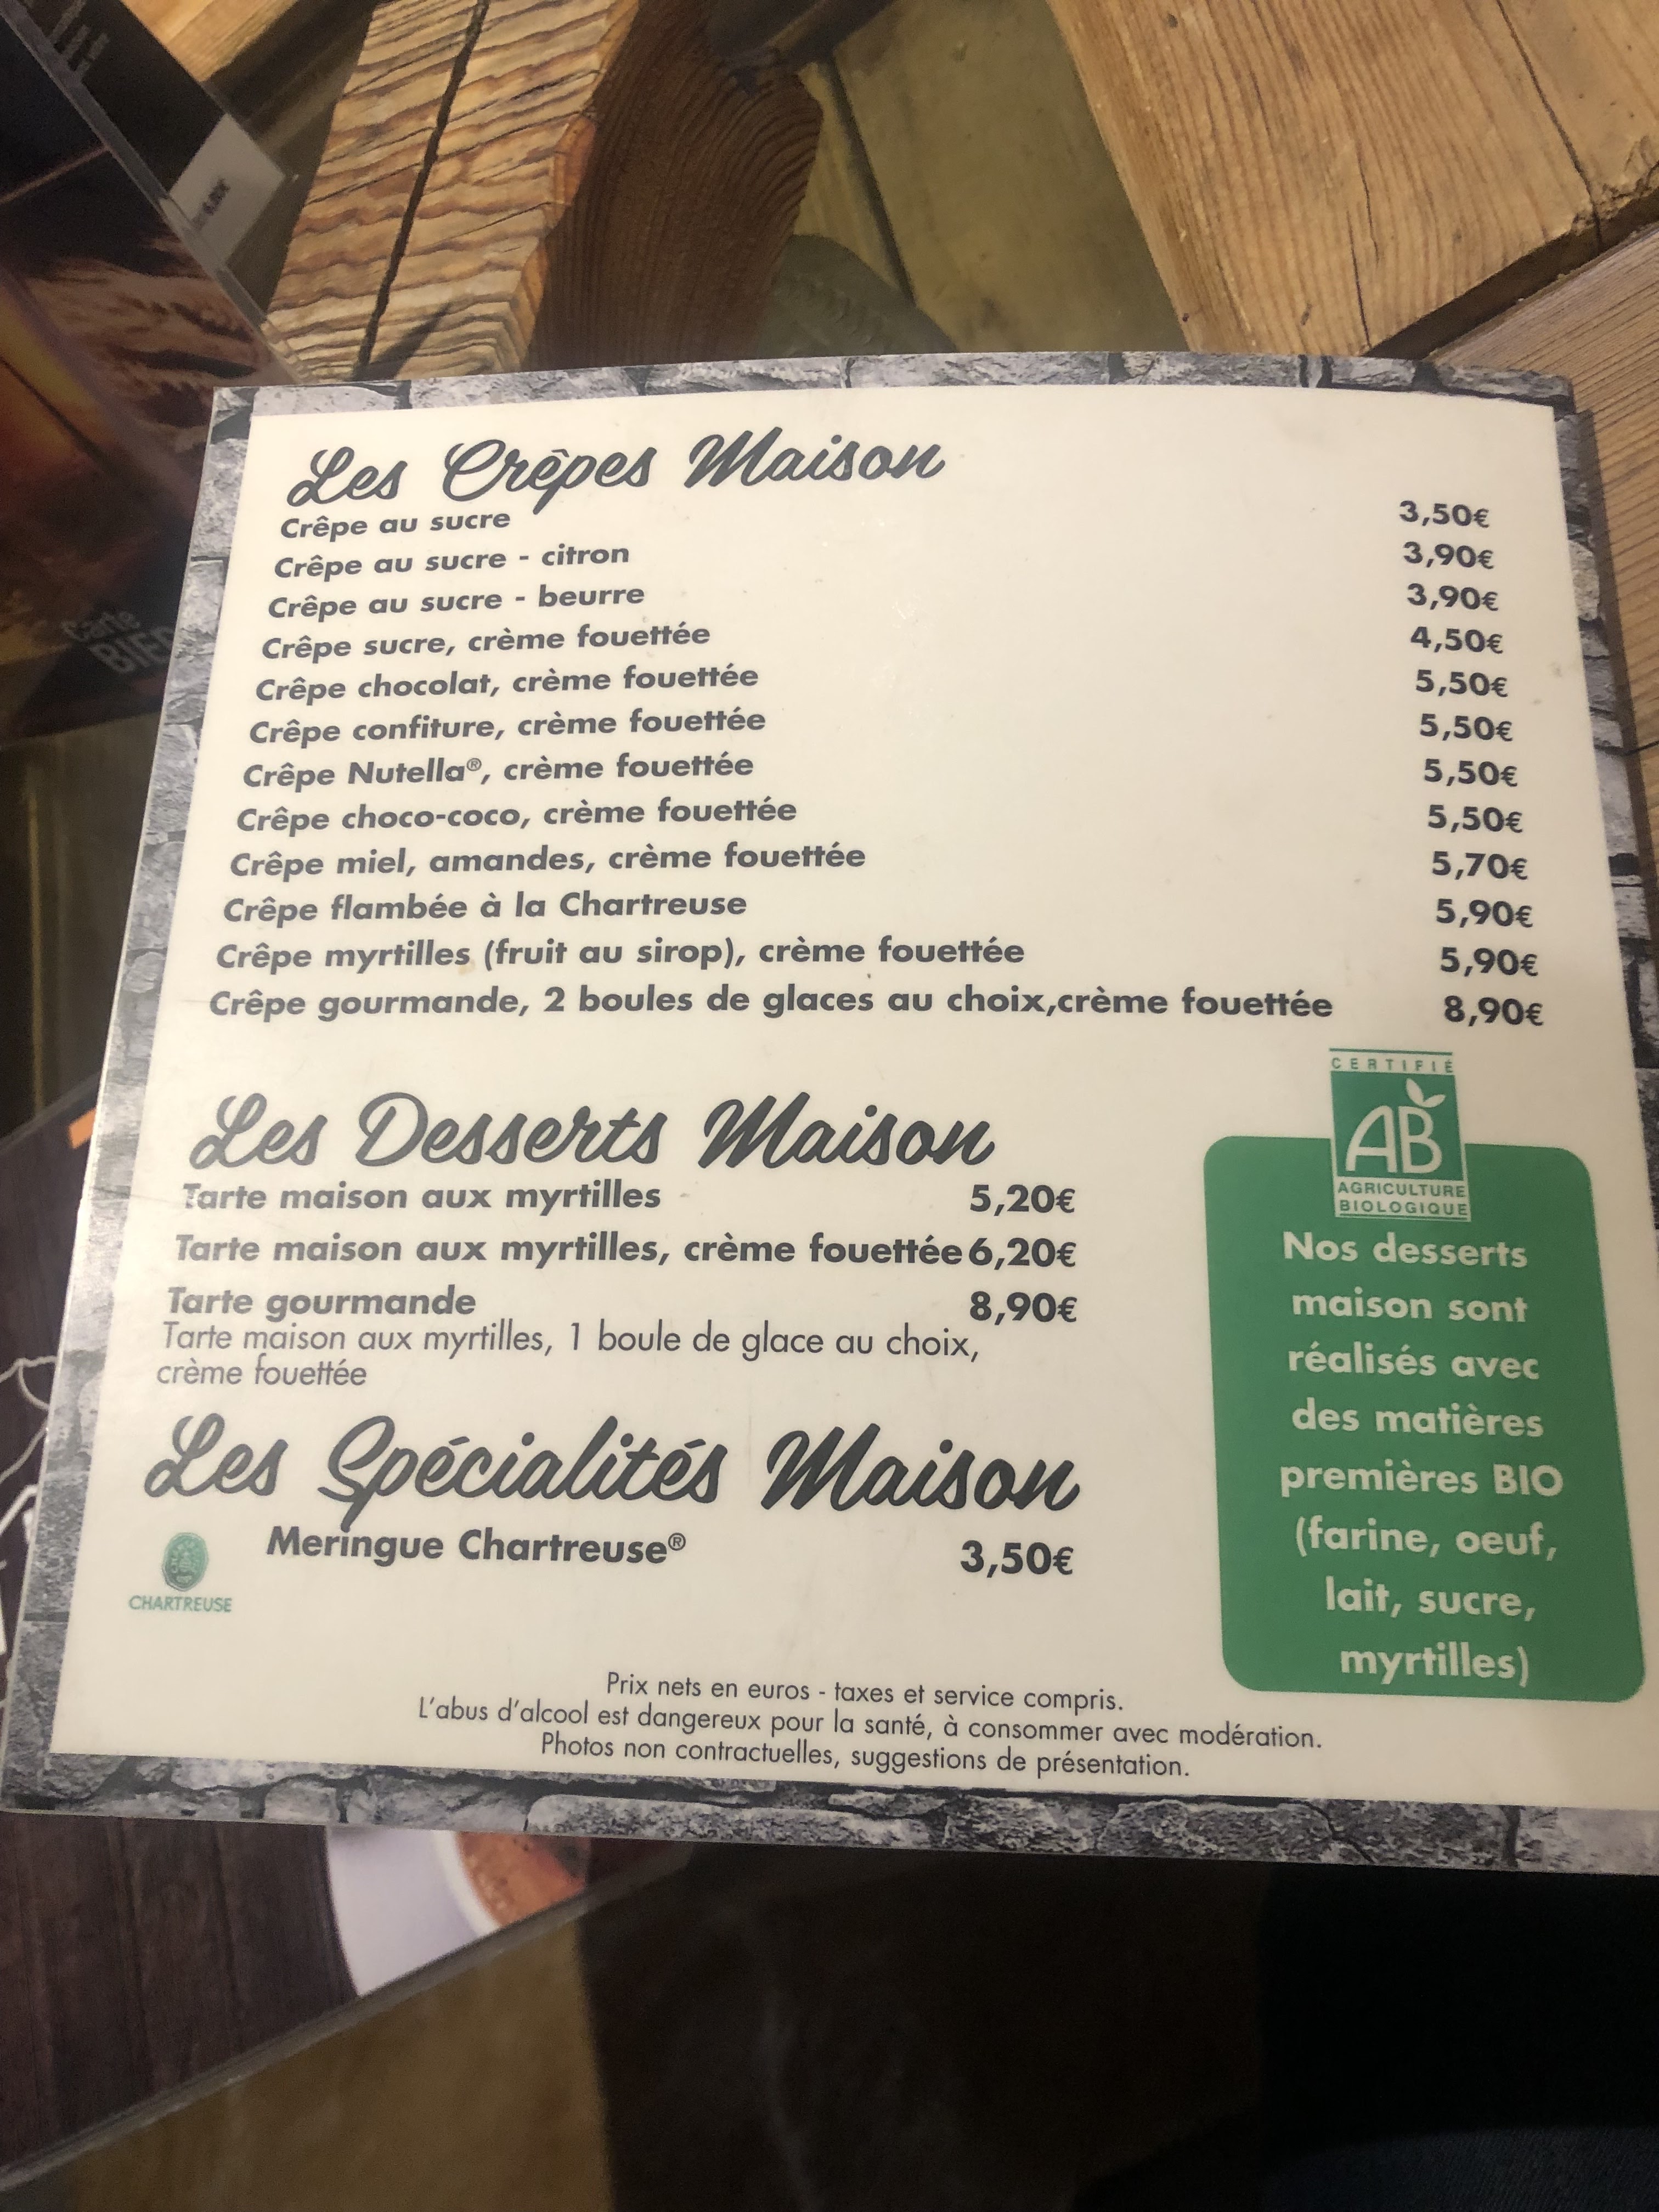 Les Crêpes Maison
Crêpe au sucre 3,50€
Crêpe au sucre - citron 3,90€
Crêpe au sucre - beurre 3,90€
Crêpe sucre, crème fouettée 4,50€
Crêpe chocolat, crème fouettée 5,50€
Crêpe confiture, crème fouettée 5,50€
Crêpe Nutella®, crème fouettée 5,50€
Crêpe choco-coco, crème fouettée 5,50€
Crêpe miel, amandes, crème fouettée 5,70€
Crêpe flambée à la Chartreuse 5,90€
Crêpe myrtilles (fruit au sirop), crème fouettée 5,90€
Crêpe gourmande, 2 boules de glaces au choix,crème fouettée 8,90€
Les Desserts Maison
Tarte maison aux myrtilles 5,20€
Tarte maison aux myrtilles, crème fouettée 6,20€
Tarte gourmande 8,90€
Tarte maison aux myrtilles, 1 boule de glace au choix,
crème fouettée
Les Spécialités Maison
Meringue Chartreuse® 3,50€
CHARTREUSE
CERTIFIÉ
AB
AGRICULTURE
BIOLOGIQUE
Nos desserts
maison sont
réalisés avec
des matières
premières BIO
(farine, oeuf,
lait, sucre,
myrtilles)
Prix nets en euros - taxes et service compris.
L'abus d'alcool est dangereux pour la santé, à consommer avec modération.
Photos non contractuelles, suggestions de présentation.
Carte